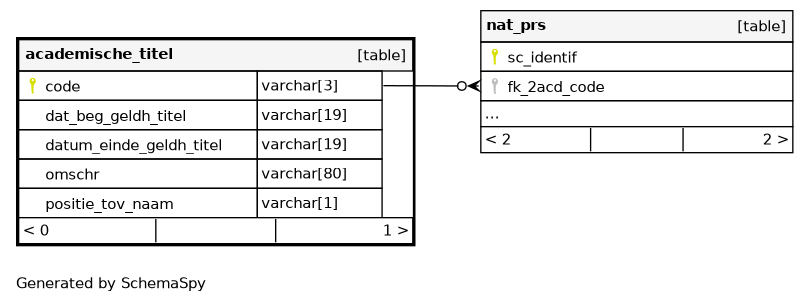 academische_titel [table]
code varchar[3]
dat_beg_geldh_titel varchar[19]
datum_einde_geldh_titel varchar[19]
omschr varchar[80]
positie_tov_naam varchar[1]
< 0 1 >
nat_prs [table]
sc_identif
fk_2acd_code
...
< 2 2 >
Generated by SchemaSpy